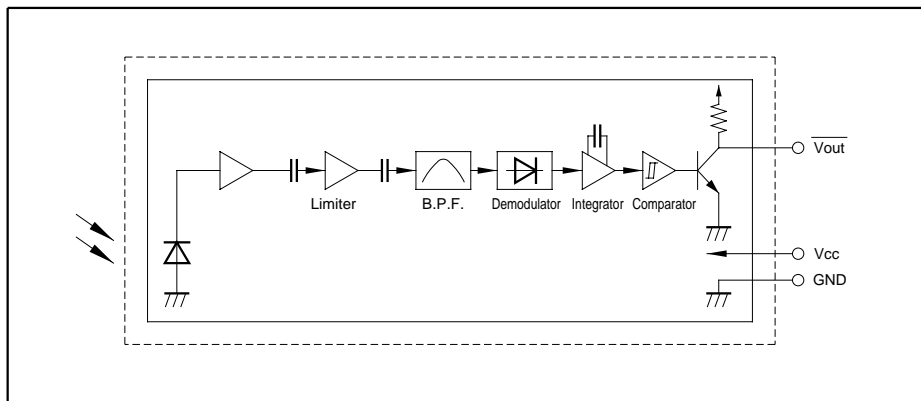 Vout
Limiter
B.P.F.
Demodulator
Integrator
Comparator
Vcc
GND